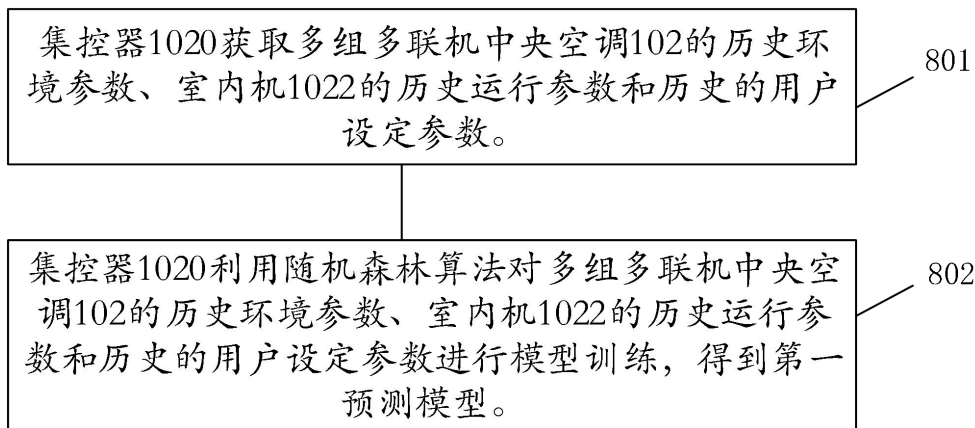 集控器1020获取多组多联机中央空调102的历史环
境参数、室内机1022的历史运行参数和历史的用户
设定参数。
801
集控器1020利用随机森林算法对多组多联机中央空
调102的历史环境参数、室内机1022的历史运行参
数和历史的用户设定参数进行模型训练，得到第一
预测模型。
802